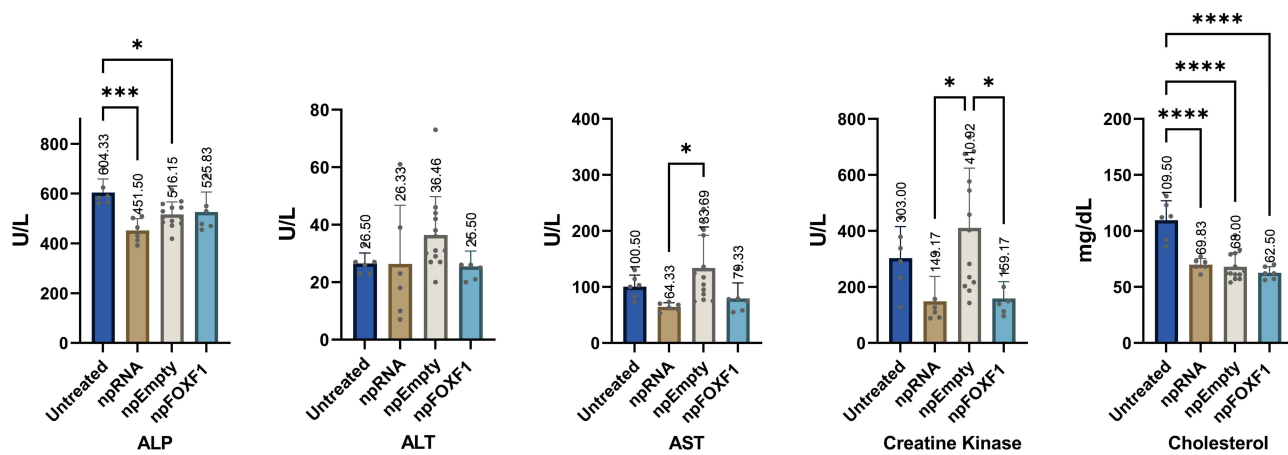 * ***
U/L
800
600
400
200
0
604.33
451.50
516.15
525.83
Untreated
npRNA
npEmpty
npFOXF1
ALP
U/L
80
60
40
20
0
26.50
26.33
36.46
25.50
Untreated
npRNA
npEmpty
npFOXF1
ALT
*
U/L
400
300
200
100
0
100.50
64.33
79.33
Untreated
npRNA
npEmpty
npFOXF1
AST
* *
U/L
800
600
400
200
0
303.00
149.17
410.92
159.17
Untreated
npRNA
npEmpty
npFOXF1
Creatine Kinase
****
****
****
mg/dL
200
150
100
50
0
109.50
69.83
68.00
62.50
Untreated
npRNA
npEmpty
npFOXF1
Cholesterol